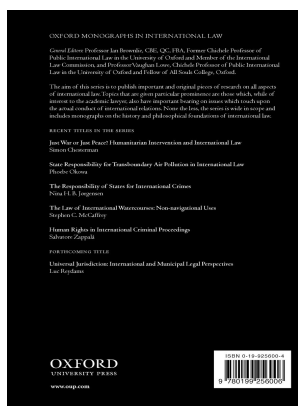 OXFORD MONOGRAPHS IN INTERNATIONAL LAW
General Editors: Professor Ian Brownlie, CBE, QC, FBA, Former Chichele Professor of
Public International Law in the University of Oxford and Member of the International
Law Commission, and Professor Vaughan Lowe, Chichele Professor of Public International
Law in the University of Oxford and Fellow of All Souls College, Oxford.
The aim of this series is to publish important and original pieces of research on all aspects
of international law. Topics that are given particular prominence are those which, while of
interest to the academic lawyer, also have important bearing on issues which touch upon
the actual conduct of international relations. None the less, the series is wide in scope and
includes monographs on the history and philosophical foundations of international law.
RECENT TITLES IN THE SERIES
Just War or Just Peace? Humanitarian Intervention and International Law
Simon Chesterman
State Responsibility for Transboundary Air Pollution in International Law
Phoebe Okowa
The Responsibility of States for International Crimes
Nina H. B. Jørgensen
The Law of International Watercourses: Non-navigational Uses
Stephen C. McCaffrey
Human Rights in International Criminal Proceedings
Salvatore Zappalà
FORTHCOMING TITLE
Universal Jurisdiction: International and Municipal Legal Perspectives
Luc Reydams
OXFORD
UNIVERSITY PRESS
www.oup.com
ISBN 0-19-925600-4
9 780199 256006